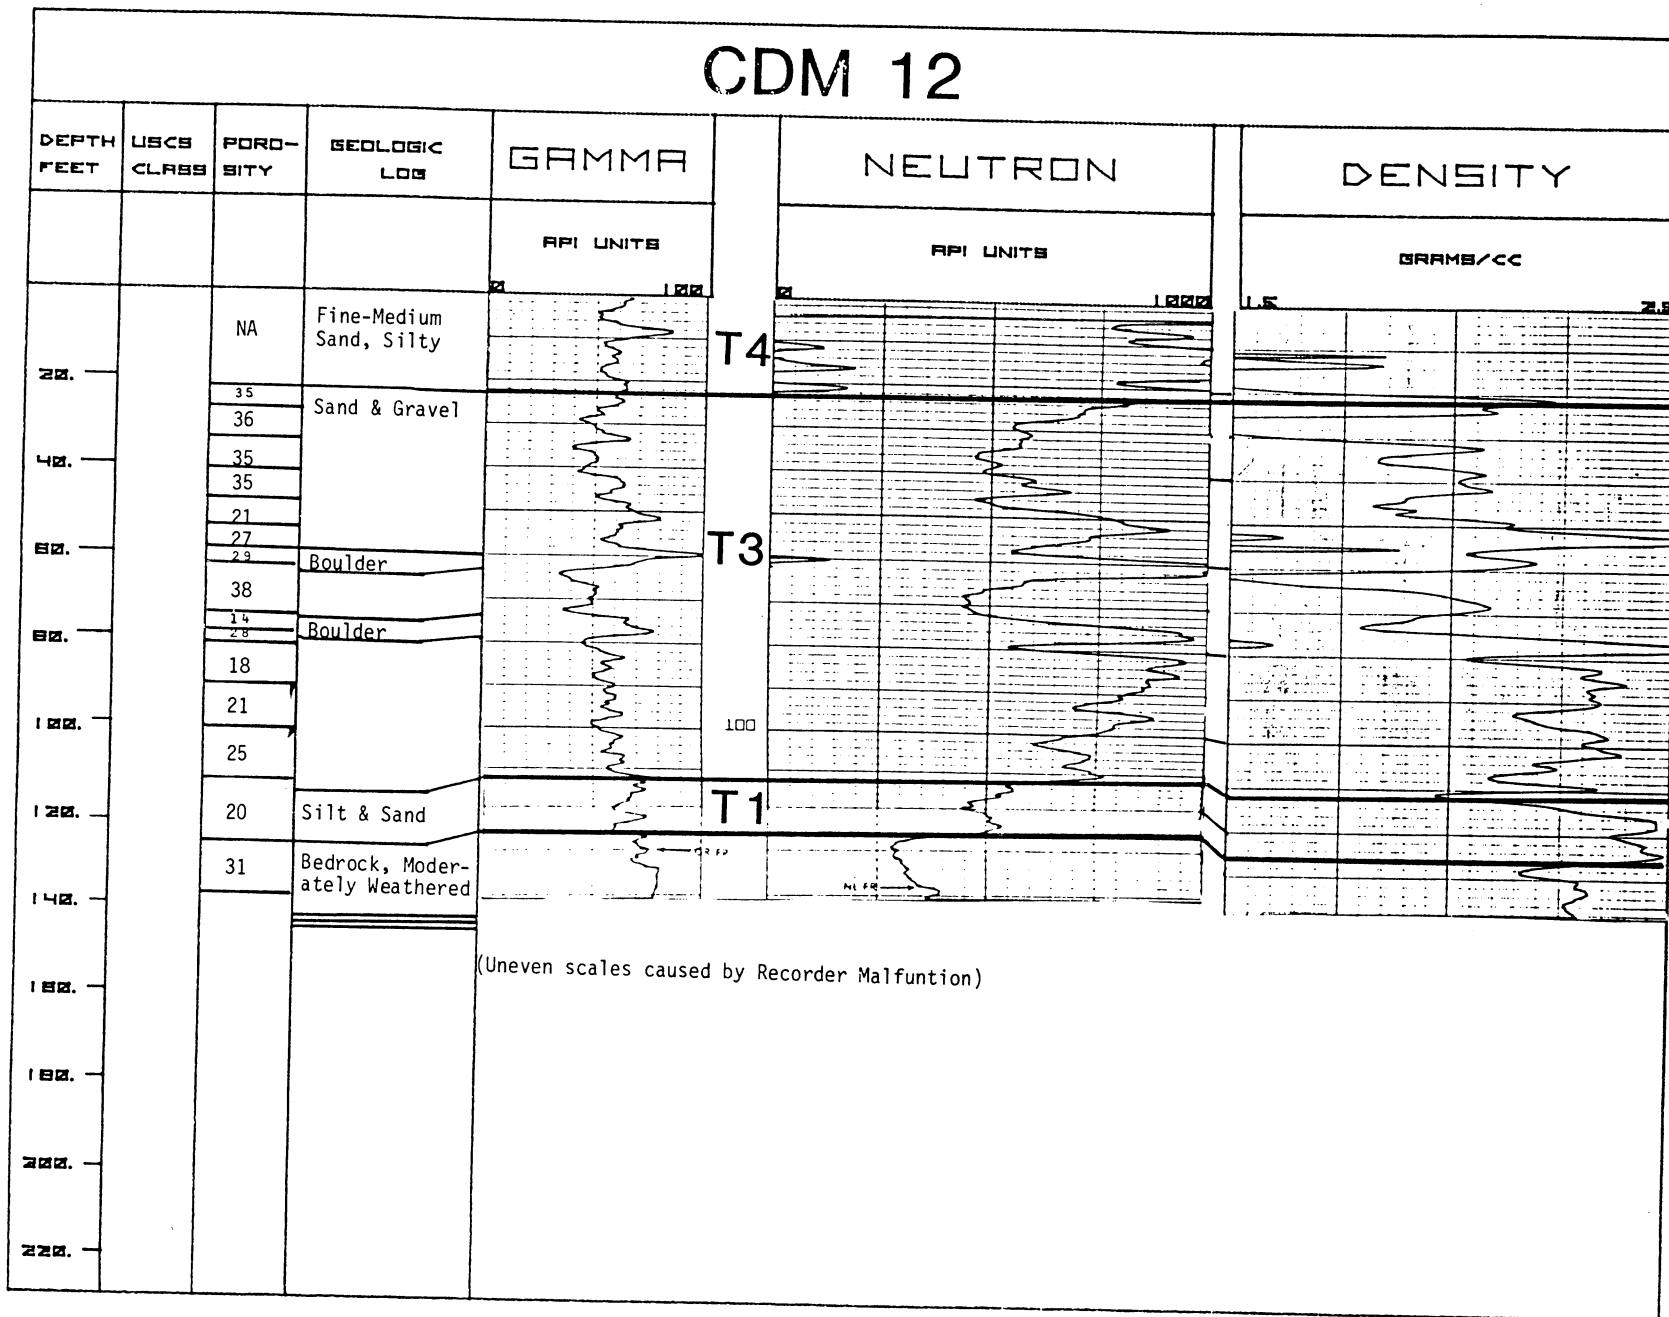 CDM 12
DEPTH FEET
USCS CLASS
PORO-SITY
GEOLOGIC LOG
GAMMA
NEUTRON
DENSITY
API UNITS
API UNITS
GRAMS/CC
0 100
0 1000
1.5
NA
Fine-Medium
Sand, Silty
T4
20.
35
Sand & Gravel
36
40.
35
35
21
27
T3
60.
29
Boulder
38
14
Boulder
80.
28
18
21
100.
100
25
T1
120.
20
Silt & Sand
31
Bedrock, Moder-
ately Weathered
GR FR
NL FR
140.
(Uneven scales caused by Recorder Malfuntion)
160.
180.
200.
220.